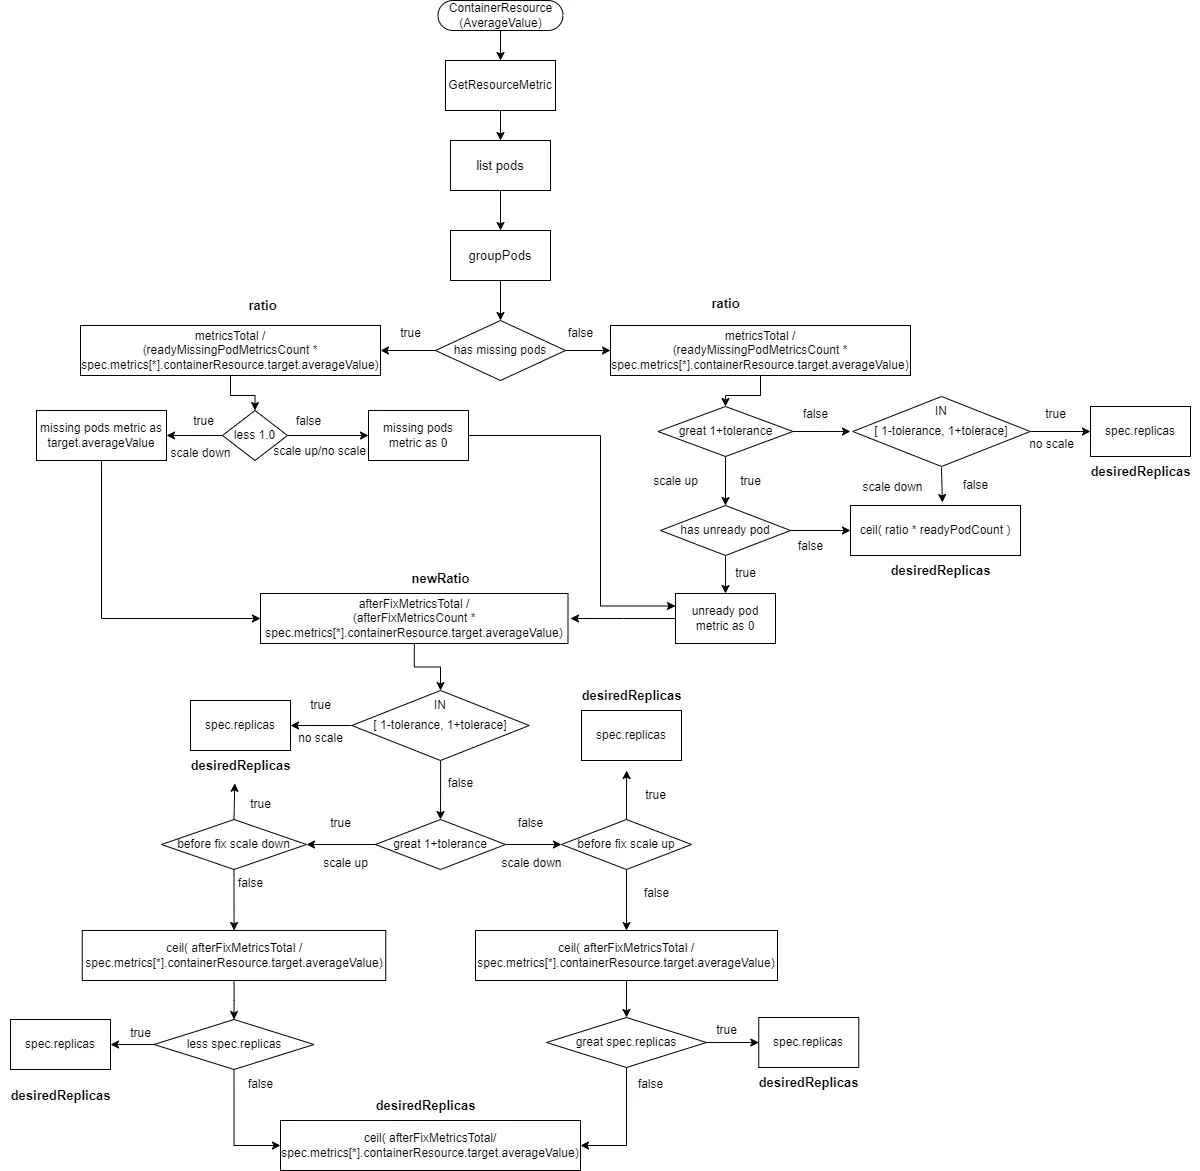 ContainerResource
(AverageValue)
GetResourceMetric
list pods
groupPods
ratio
ratio
metricsTotal /
(readyMissingPodMetricsCount *
spec.metrics[*].containerResource.target.averageValue)
true
has missing pods
false
metricsTotal /
(readyMissingPodMetricsCount *
spec.metrics[*].containerResource.target.averageValue)
missing pods metric as
target.averageValue
true
scale down
less 1.0
false
scale up/no scale
missing pods
metric as 0
great 1+tolerance
false
IN
[ 1-tolerance, 1+tolerace]
true
no scale
spec.replicas
desiredReplicas
scale up
true
scale down
false
has unready pod
false
ceil( ratio * readyPodCount )
desiredReplicas
true
newRatio
afterFixMetricsTotal /
(afterFixMetricsCount *
spec.metrics[*].containerResource.target.averageValue)
unready pod
metric as 0
spec.replicas
desiredReplicas
true
no scale
IN
[ 1-tolerance, 1+tolerace]
desiredReplicas
spec.replicas
false
true
true
before fix scale down
true
scale up
great 1+tolerance
false
scale down
before fix scale up
false
false
ceil( afterFixMetricsTotal /
spec.metrics[*].containerResource.target.averageValue)
ceil( afterFixMetricsTotal /
spec.metrics[*].containerResource.target.averageValue)
spec.replicas
desiredReplicas
true
less spec.replicas
great spec.replicas
true
spec.replicas
desiredReplicas
false
false
desiredReplicas
ceil( afterFixMetricsTotal/
spec.metrics[*].containerResource.target.averageValue)